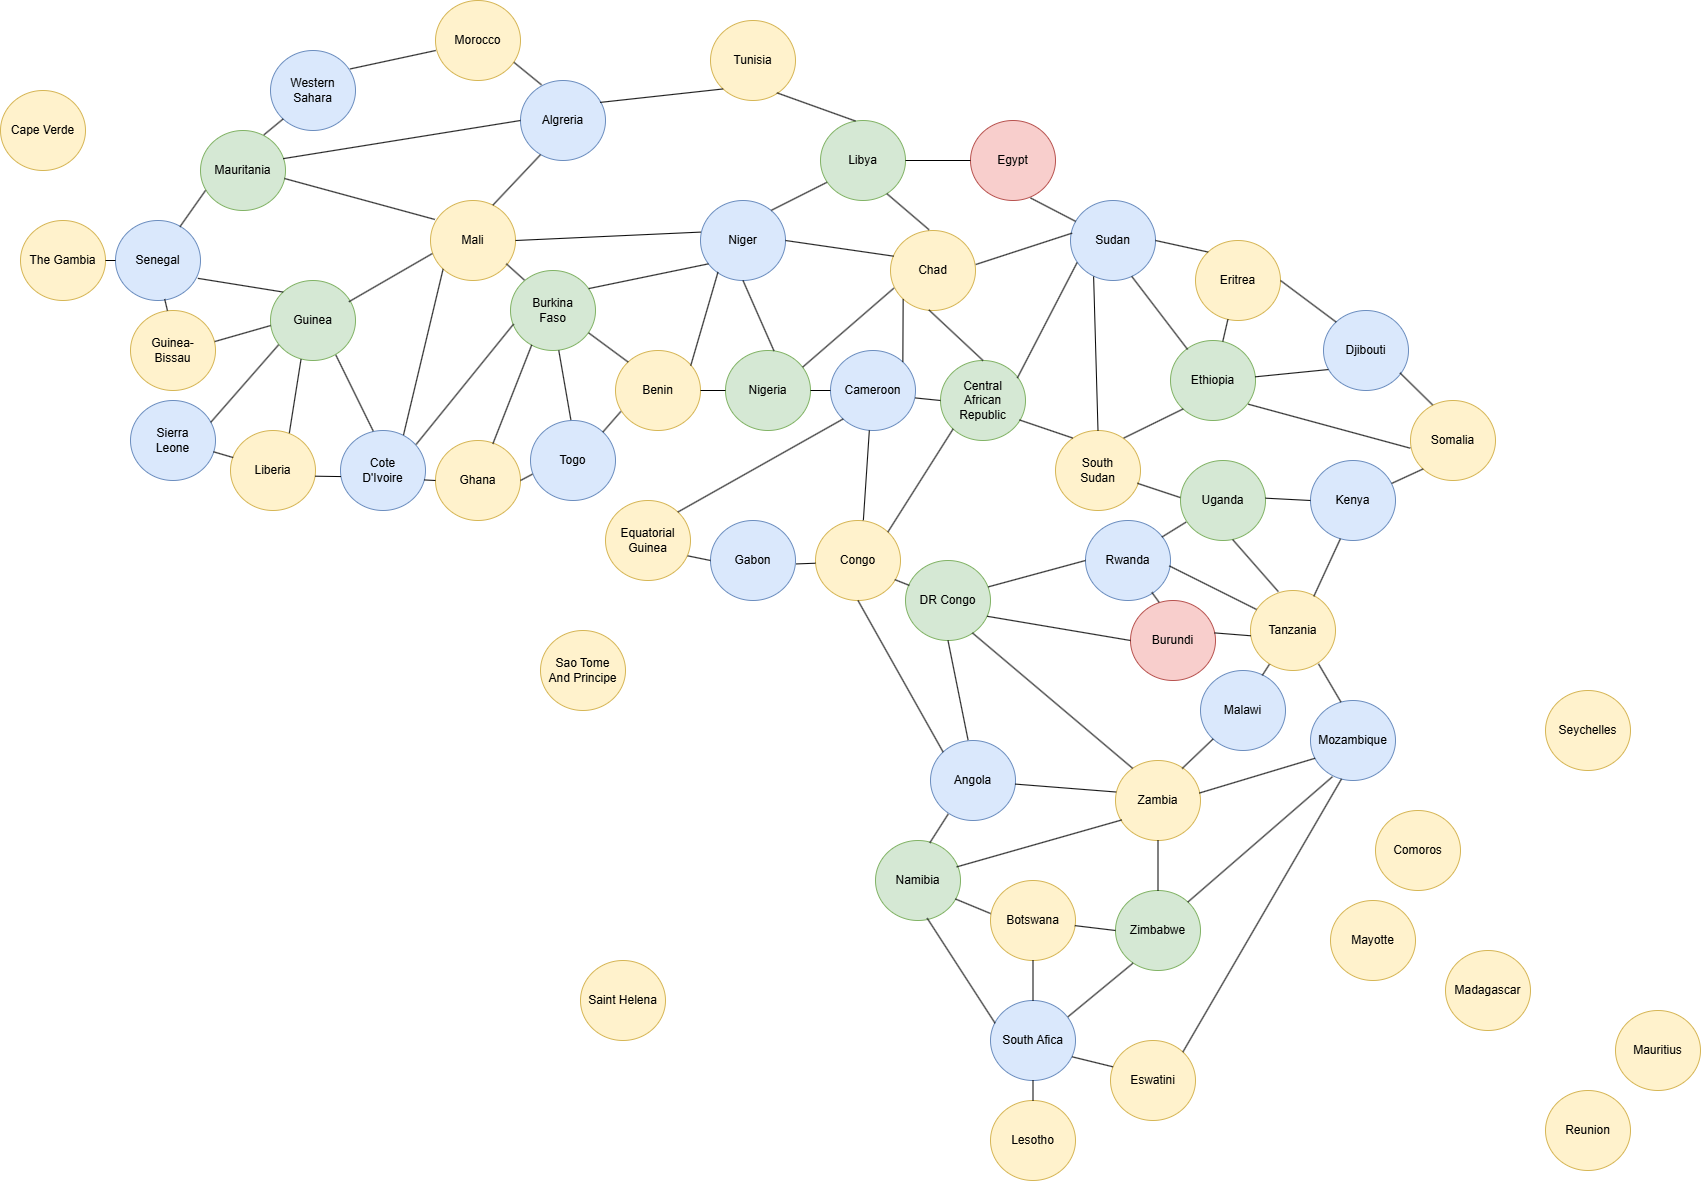 Morocco
Tunisia
Western
Sahara
Algreria
Cape Verde
Mauritania
Libya
Egypt
The Gambia
Senegal
Mali
Niger
Sudan
Chad
Eritrea
Guinea
Burkina
Faso
Guinea-
Bissau
Djibouti
Benin
Nigeria
Cameroon
Central
African
Republic
Ethiopia
Sierra
Leone
Liberia
Cote
D'Ivoire
Ghana
Togo
Somalia
South
Sudan
Uganda
Kenya
Equatorial
Guinea
Gabon
Congo
Rwanda
DR Congo
Burundi
Tanzania
Sao Tome
And Principe
Malawi
Mozambique
Seychelles
Angola
Zambia
Comoros
Namibia
Botswana
Zimbabwe
Mayotte
Saint Helena
Madagascar
South Afica
Mauritius
Eswatini
Lesotho
Reunion